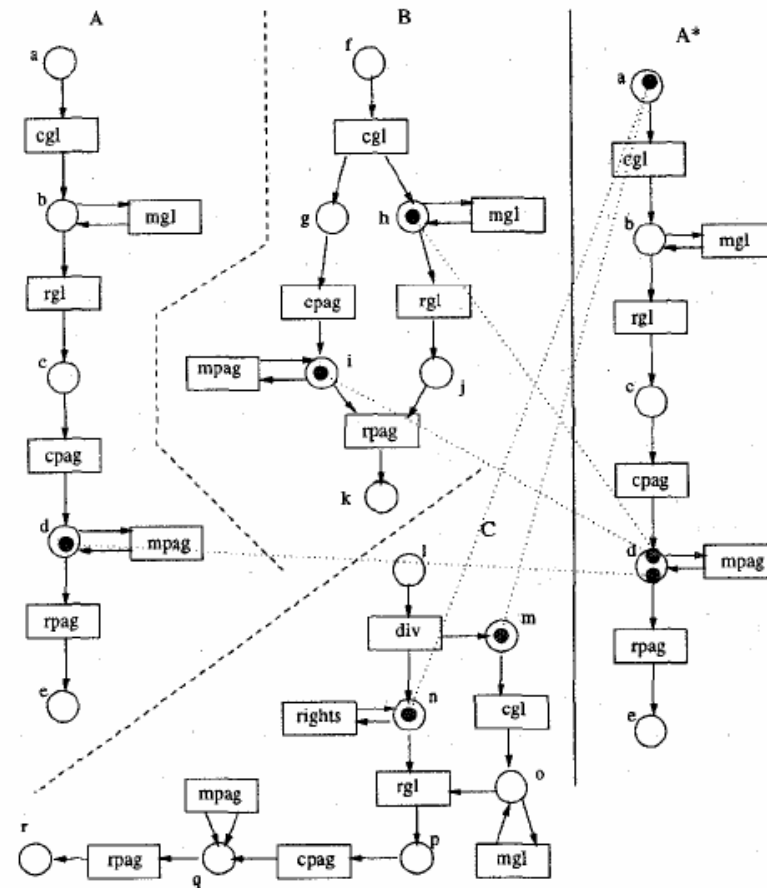 A
a
cgl
b
mgl
rgl
c
cpag
d
mpag
rpag
e
B
f
cgl
g
h
mgl
cpag
rgl
mpag
i
j
rpag
k
C
l
div
m
n
rights
cgl
rgl
o
mgl
p
mpag
cpag
q
rpag
r
A*
a
cgl
b
mgl
rgl
c
cpag
d
mpag
rpag
e